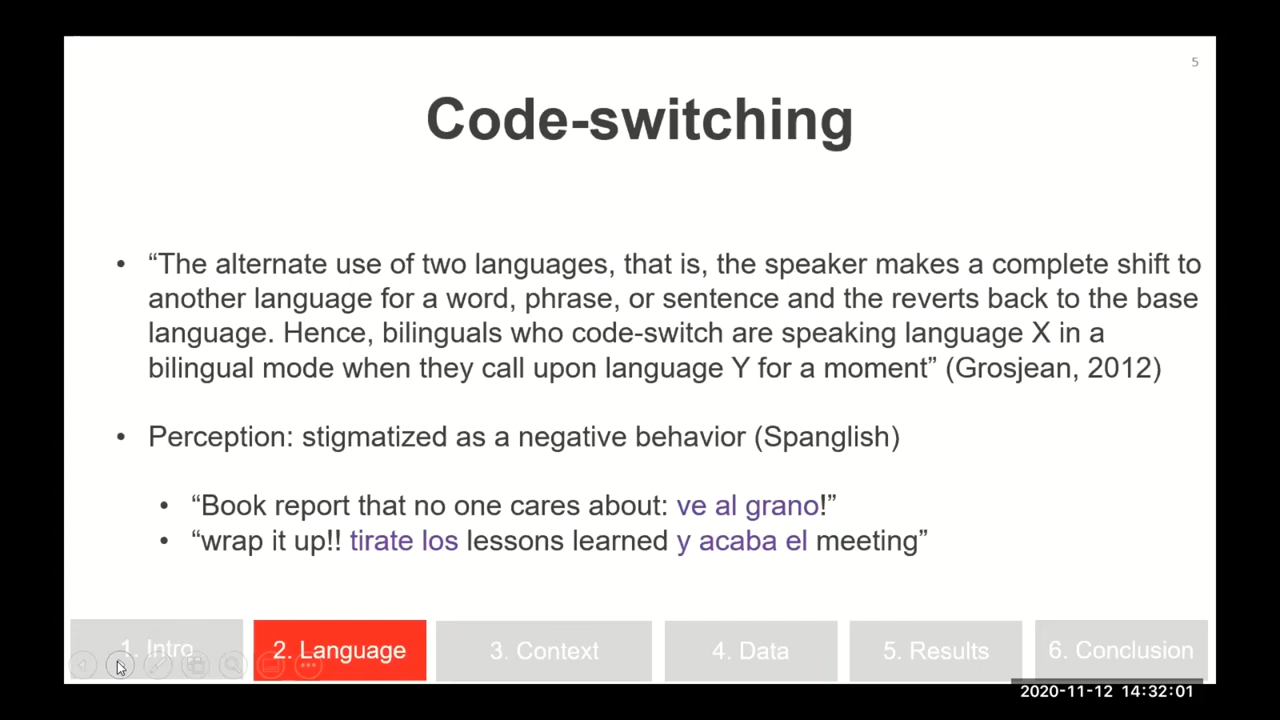 5
Code-switching
• “The alternate use of two languages, that is, the speaker makes a complete shift to
another language for a word, phrase, or sentence and the reverts back to the base
language. Hence, bilinguals who code-switch are speaking language X in a
bilingual mode when they call upon language Y for a moment” (Grosjean, 2012)
• Perception: stigmatized as a negative behavior (Spanglish)
• “Book report that no one cares about: ve al grano!”
• “wrap it up!! tirate los lessons learned y acaba el meeting”
1. Intro
2. Language
3. Context
4. Data
5. Results
6. Conclusion
2020-11-12 14:32:01